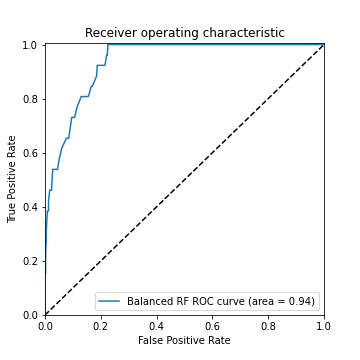 Receiver operating characteristic
1.0
0.8
0.6
0.4
0.2
0.0
True Positive Rate
Balanced RF ROC curve (area = 0.94)
0.0 0.2 0.4 0.6 0.8 1.0
False Positive Rate